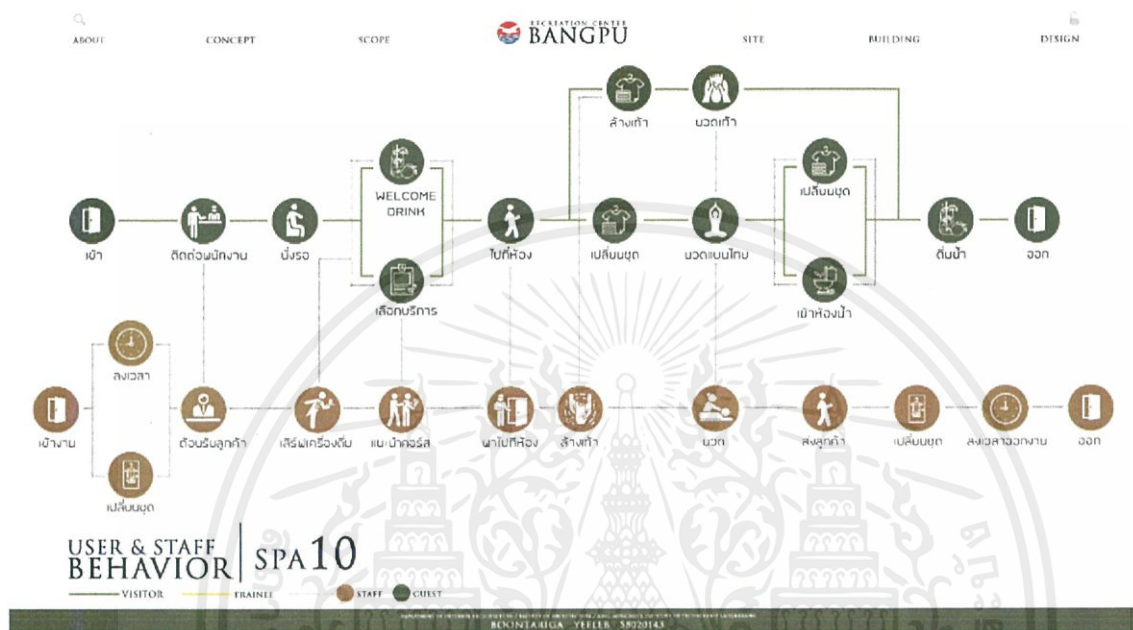 ABOUT
CONCEPT
SCOPE
RECREATION CENTER
BANGPU
SITE
BUILDING
DESIGN
ล้างเท้า
นวดเท้า
WELCOME
DRINK
เปลี่ยนชุด
เข้า
ติดต่อพนักงาน
นั่งรอ
ไปที่ห้อง
เปลี่ยนชุด
นวดแผนไทย
ดื่มน้ำ
ออก
เลือกบริการ
เข้าห้องน้ำ
ลงเวลา
เข้างาน
ต้อนรับลูกค้า
เสิร์ฟเครื่องดื่ม
แนะนำคอร์ส
พาไปที่ห้อง
ล้างเท้า
นวด
ส่งลูกค้า
เปลี่ยนชุด
ลงเวลาออกงาน
ออก
เปลี่ยนชุด
USER & STAFF
BEHAVIOR
SPA 10
VISITOR
TRAINEE
STAFF
GUEST
BOONTARIGA YEELEB 58020143